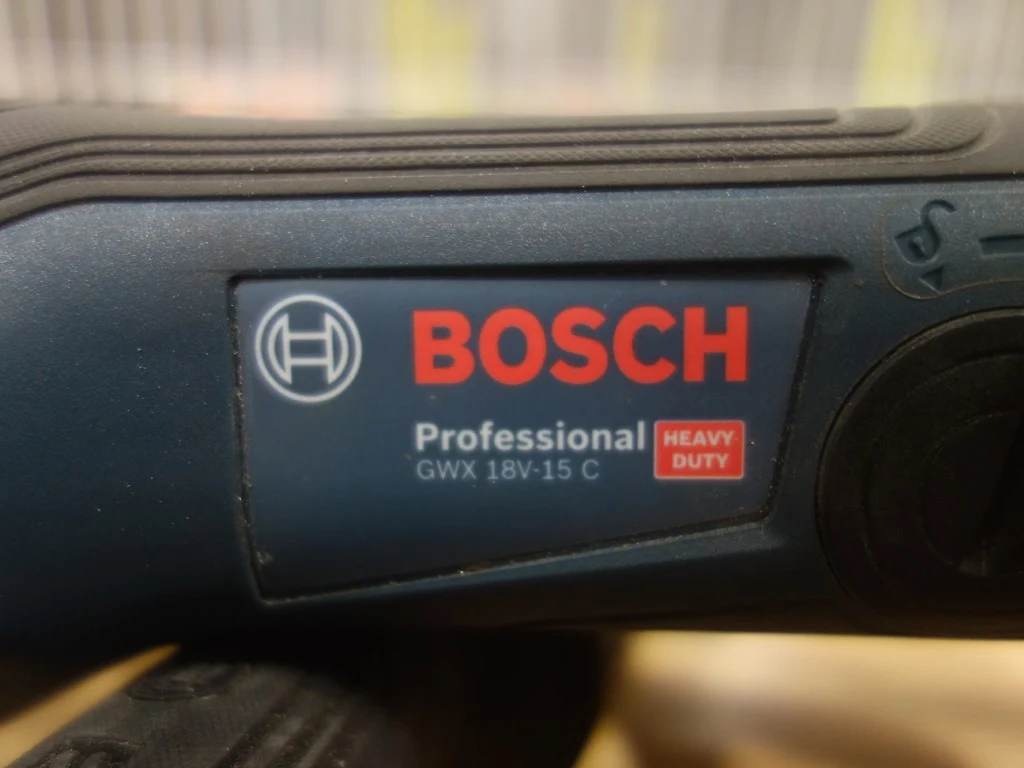 BOSCH
Professional
HEAVY
DUTY
GWX 18V-15 C